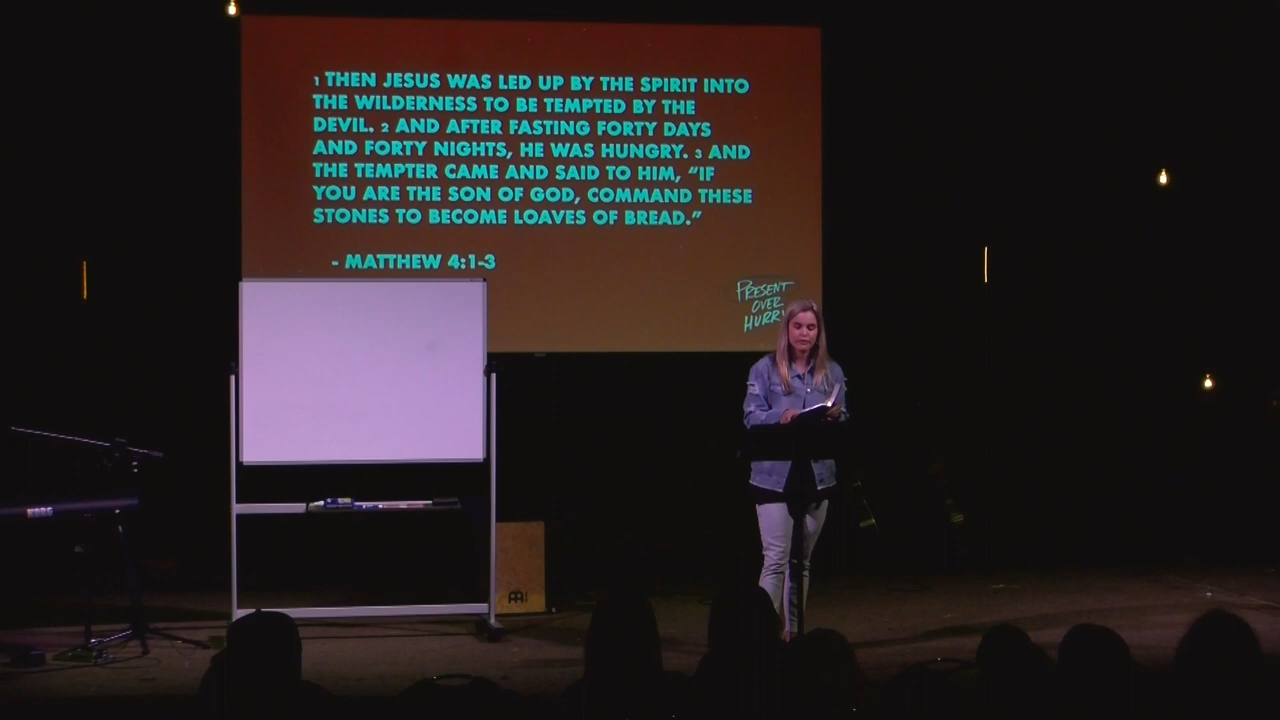 1 THEN JESUS WAS LED UP BY THE SPIRIT INTO
THE WILDERNESS TO BE TEMPTED BY THE
DEVIL. 2 AND AFTER FASTING FORTY DAYS
AND FORTY NIGHTS, HE WAS HUNGRY. 3 AND
THE TEMPTER CAME AND SAID TO HIM, “IF
YOU ARE THE SON OF GOD, COMMAND THESE
STONES TO BECOME LOAVES OF BREAD.”
- MATTHEW 4:1-3
PRESENT
OVER